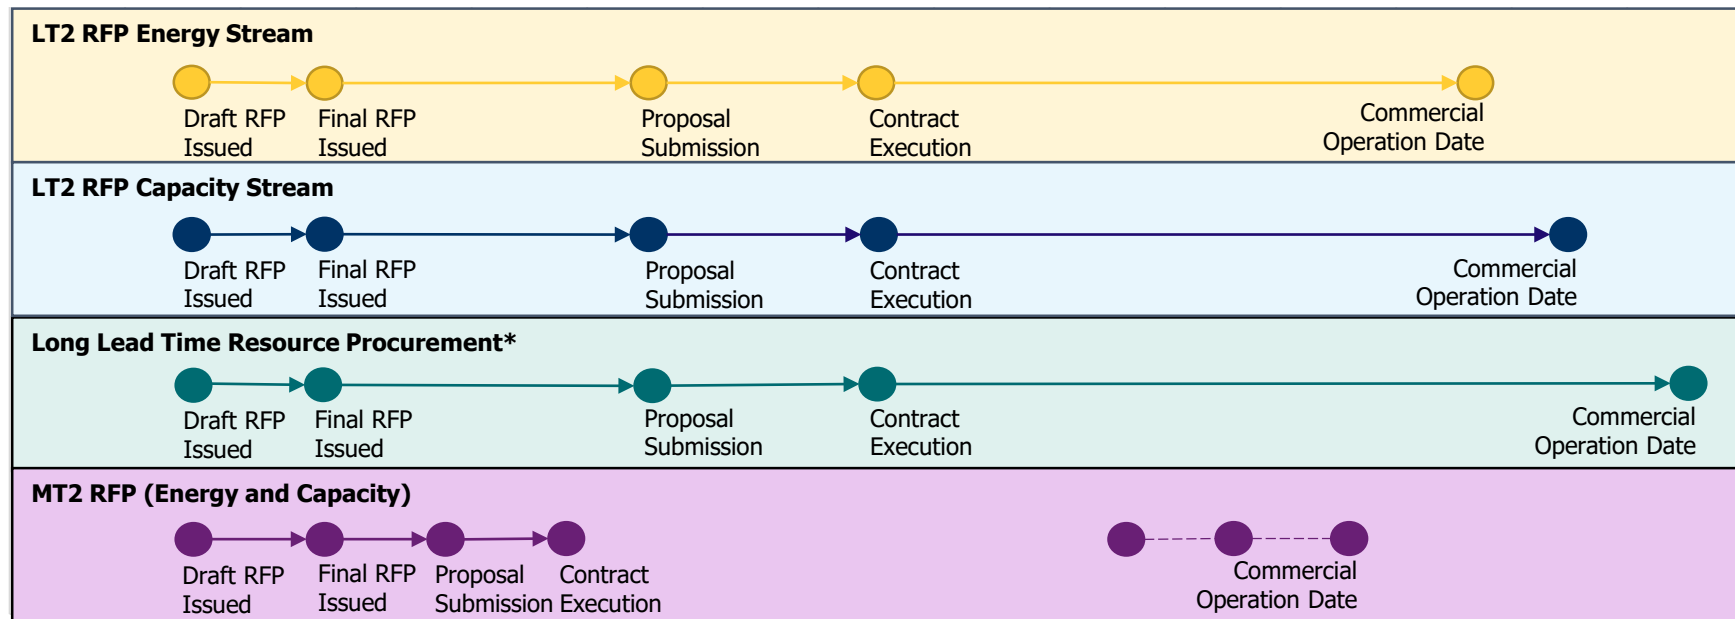 LT2 RFP Energy Stream
Draft RFP
Issued
Final RFP
Issued
Proposal
Submission
Contract
Execution
Commercial
Operation Date
LT2 RFP Capacity Stream
Draft RFP
Issued
Final RFP
Issued
Proposal
Submission
Contract
Execution
Commercial
Operation Date
Long Lead Time Resource Procurement*
Draft RFP
Issued
Final RFP
Issued
Proposal
Submission
Contract
Execution
Commercial
Operation Date
MT2 RFP (Energy and Capacity)
Draft RFP
Issued
Final RFP
Issued
Proposal
Submission
Contract
Execution
Commercial
Operation Date